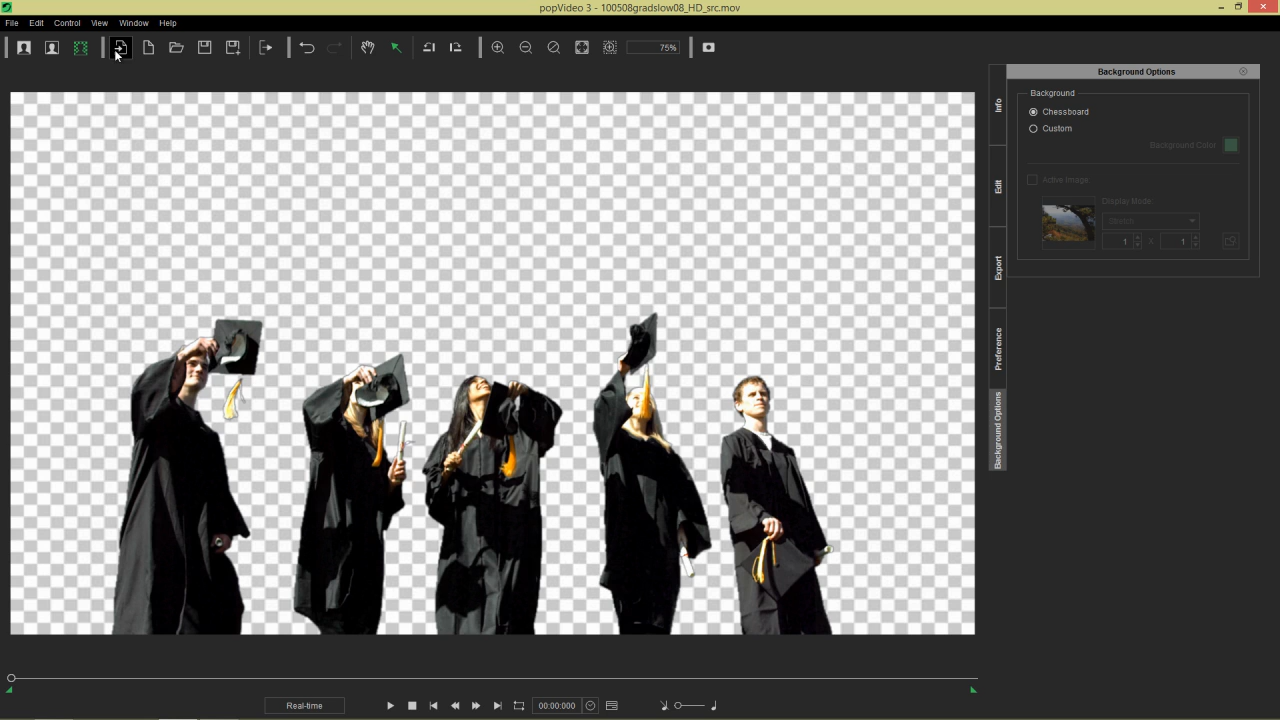 popVideo 3 - 100508gradslow08_HD_src.mov
File Edit Control View Window Help
75%
Background Options
Info
Edit
Export
Preference
Background Options
Background
Chessboard
Custom
Background Color
Active Image
Display Mode
Stretch
1 X 1
Real-time
00:00:000